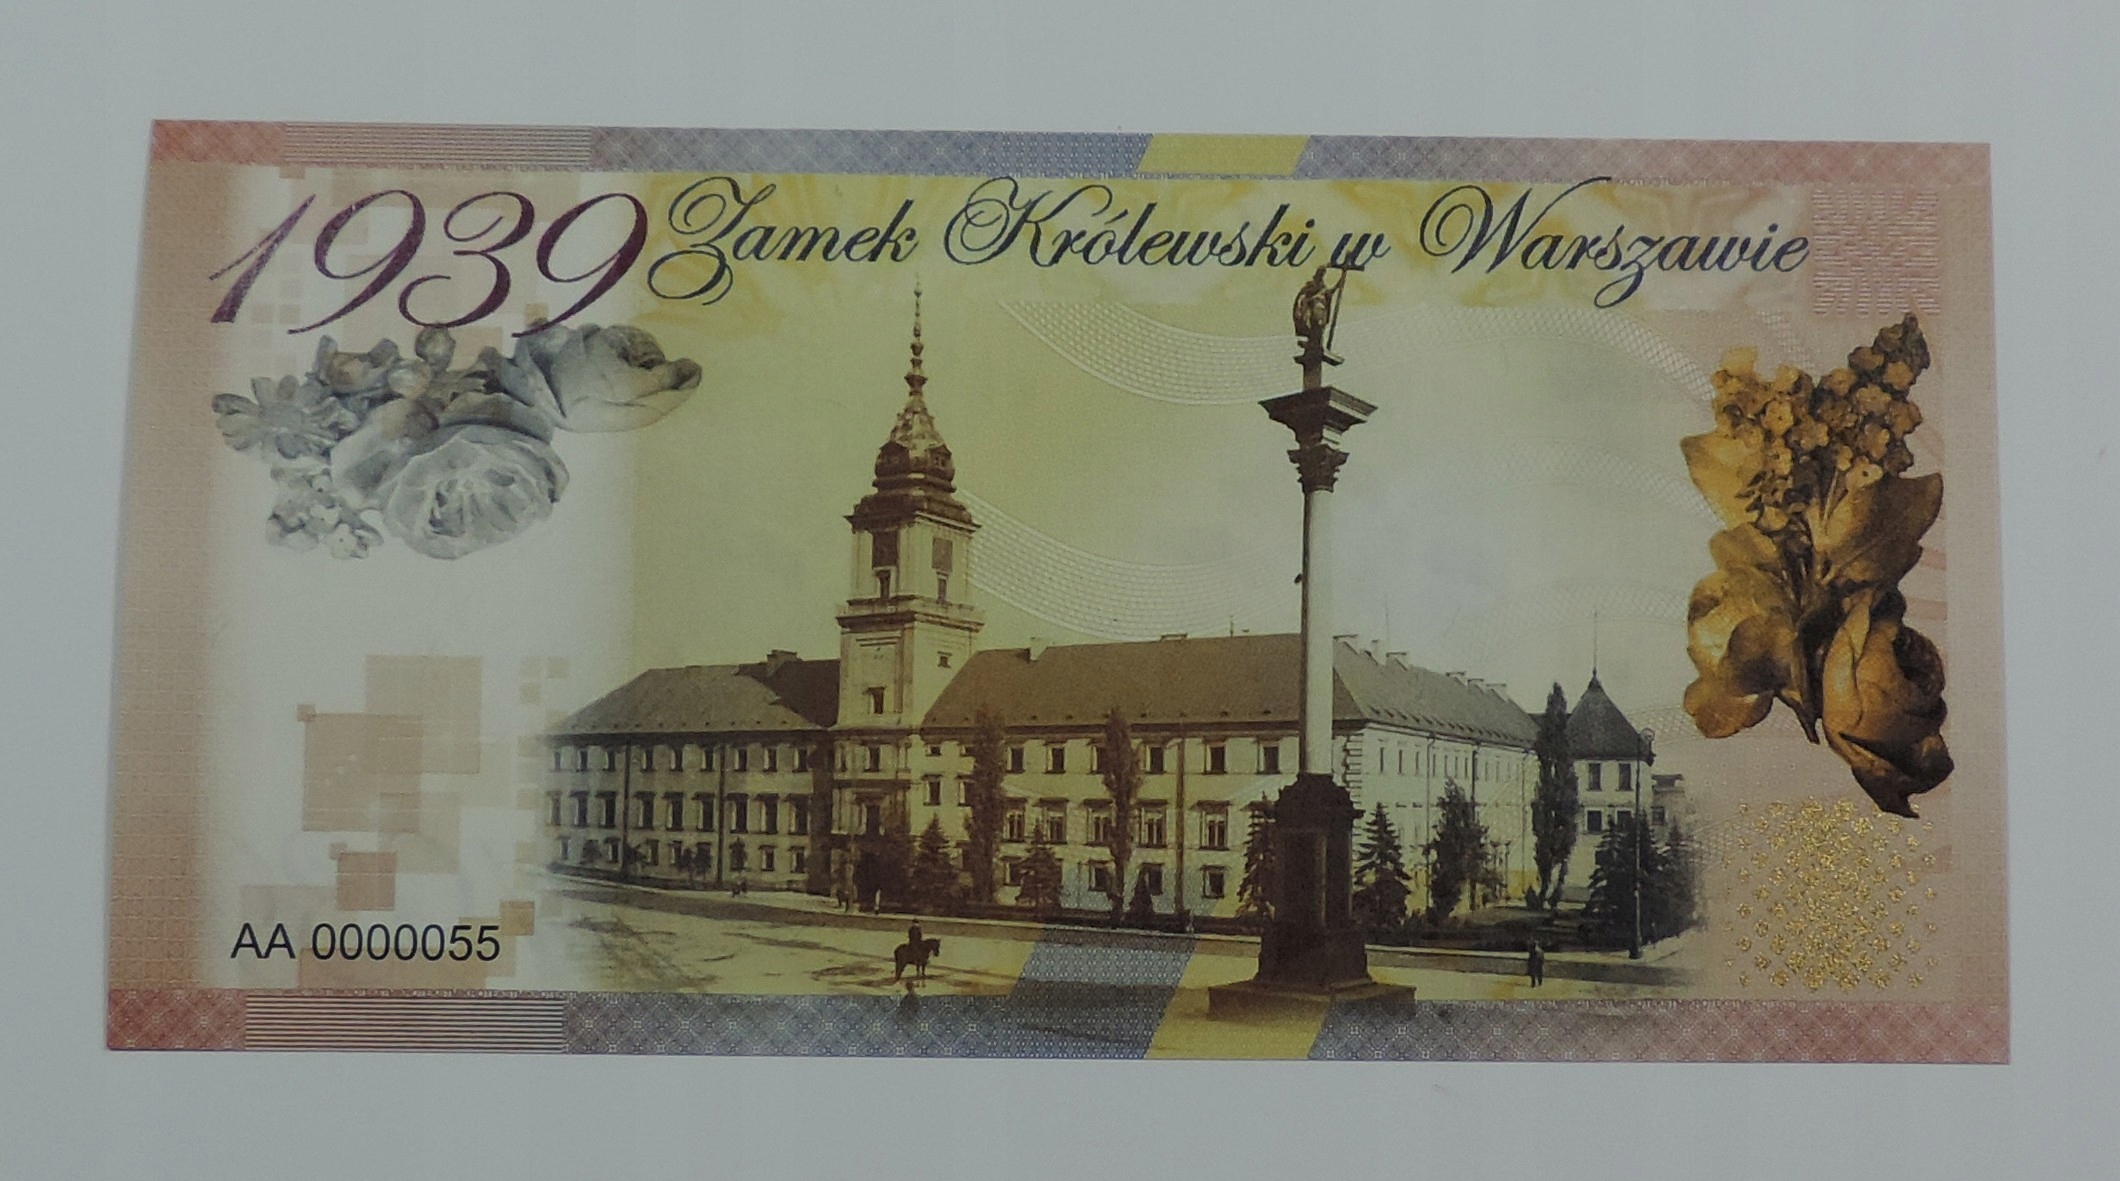 1939 Zamek Królewski w Warszawie
AA 0000055